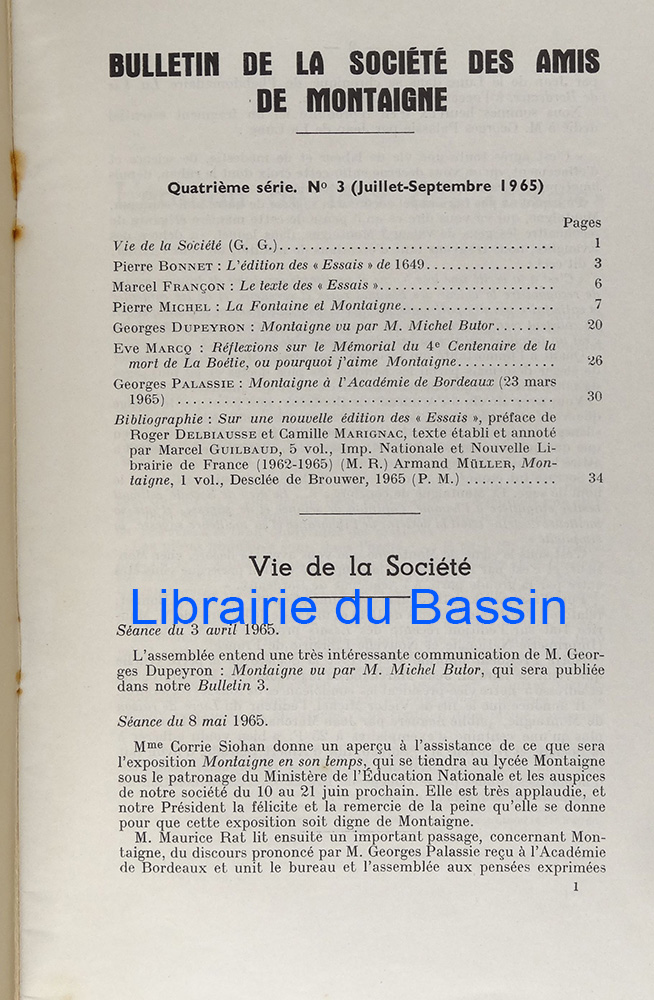 BULLETIN DE LA SOCIÉTÉ DES AMIS
DE MONTAIGNE
Quatrième série. Nº 3 (Juillet-Septembre 1965)
Pages
Vie de la Société (G. G.).................................... 1
Pierre BONNET : L'édition des « Essais » de 1649................. 3
Marcel FRANÇON : Le texte des « Essais »....................... 6
Pierre MICHEL : La Fontaine et Montaigne.................... 7
Georges DUPEYRON : Montaigne vu par M. Michel Butor........ 20
Eve MARCQ : Réflexions sur le Mémorial du 4e Centenaire de la
mort de La Boétie, ou pourquoi j'aime Montaigne............. 26
Georges PALASSIE : Montaigne à l'Académie de Bordeaux (23 mars
1965) ..................................................... 30
Bibliographie : Sur une nouvelle édition des « Essais », préface de
Roger DELBIAUSSE et Camille MARIGNAC, texte établi et annoté
par Marcel GUILBAUD, 5 vol., Imp. Nationale et Nouvelle Li-
brairie de France (1962-1965) (M. R.) Armand MÜLLER, Mon-
taigne, 1 vol., Desclée de Brouwer, 1965 (P. M.) ............ 34
Vie de la Société
Librairie du Bassin
Séance du 3 avril 1965.
L'assemblée entend une très intéressante communication de M. Geor-
ges Dupeyron : Montaigne vu par M. Michel Butor, qui sera publiée
dans notre Bulletin 3.
Séance du 8 mai 1965.
Mme Corrie Siohan donne un aperçu à l'assistance de ce que sera
l'exposition Montaigne en son temps, qui se tiendra au lycée Montaigne
sous le patronage du Ministère de l'Éducation Nationale et les auspices
de notre société du 10 au 21 juin prochain. Elle est très applaudie, et
notre Président la félicite et la remercie de la peine qu'elle se donne
pour que cette exposition soit digne de Montaigne.
M. Maurice Rat lit ensuite un important passage, concernant Mon-
taigne, du discours prononcé par M. Georges Palassie reçu à l'Académie
de Bordeaux et unit le bureau et l'assemblée aux pensées exprimées
1